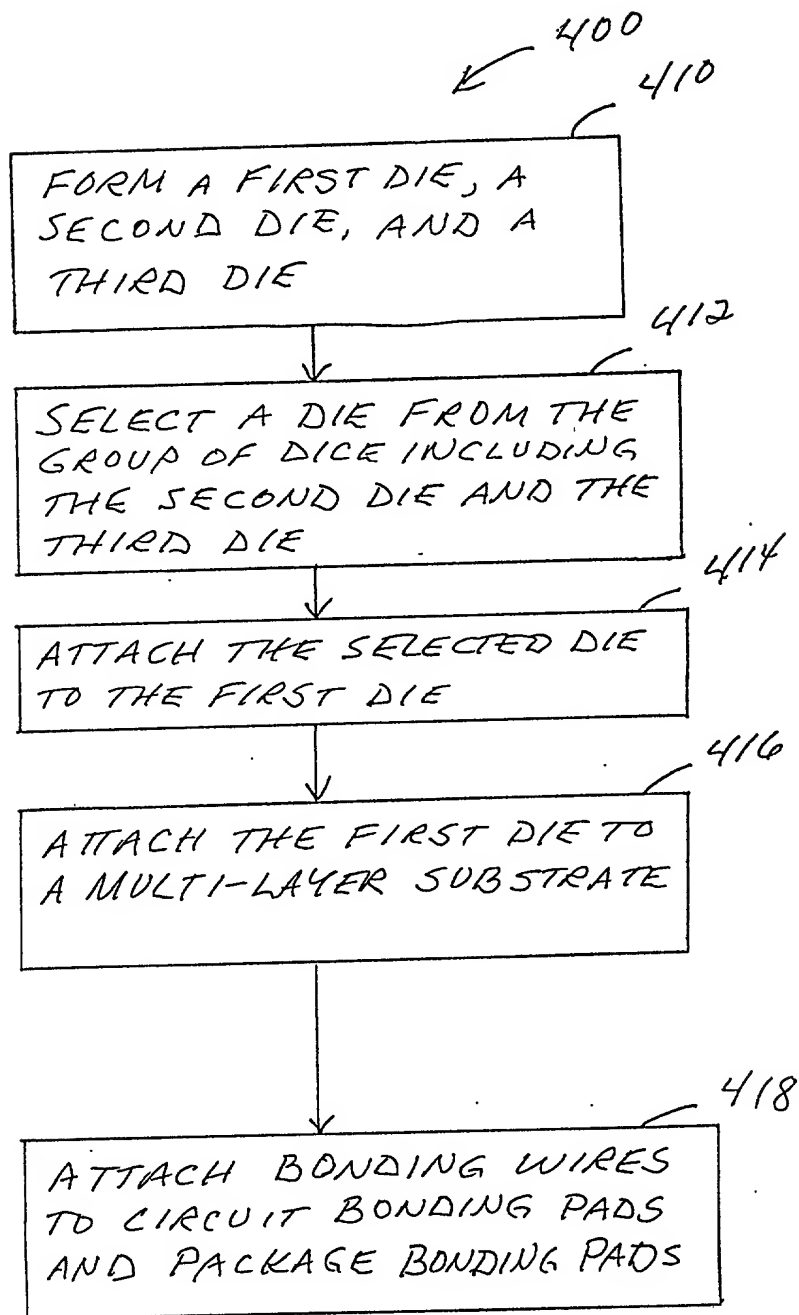 400
410
FORM A FIRST DIE, A
SECOND DIE, AND A
THIRD DIE
412
SELECT A DIE FROM THE
GROUP OF DICE INCLUDING
THE SECOND DIE AND THE
THIRD DIE
414
ATTACH THE SELECTED DIE
TO THE FIRST DIE
416
ATTACH THE FIRST DIE TO
A MULTI-LAYER SUBSTRATE
418
ATTACH BONDING WIRES
TO CIRCUIT BONDING PADS
AND PACKAGE BONDING PADS